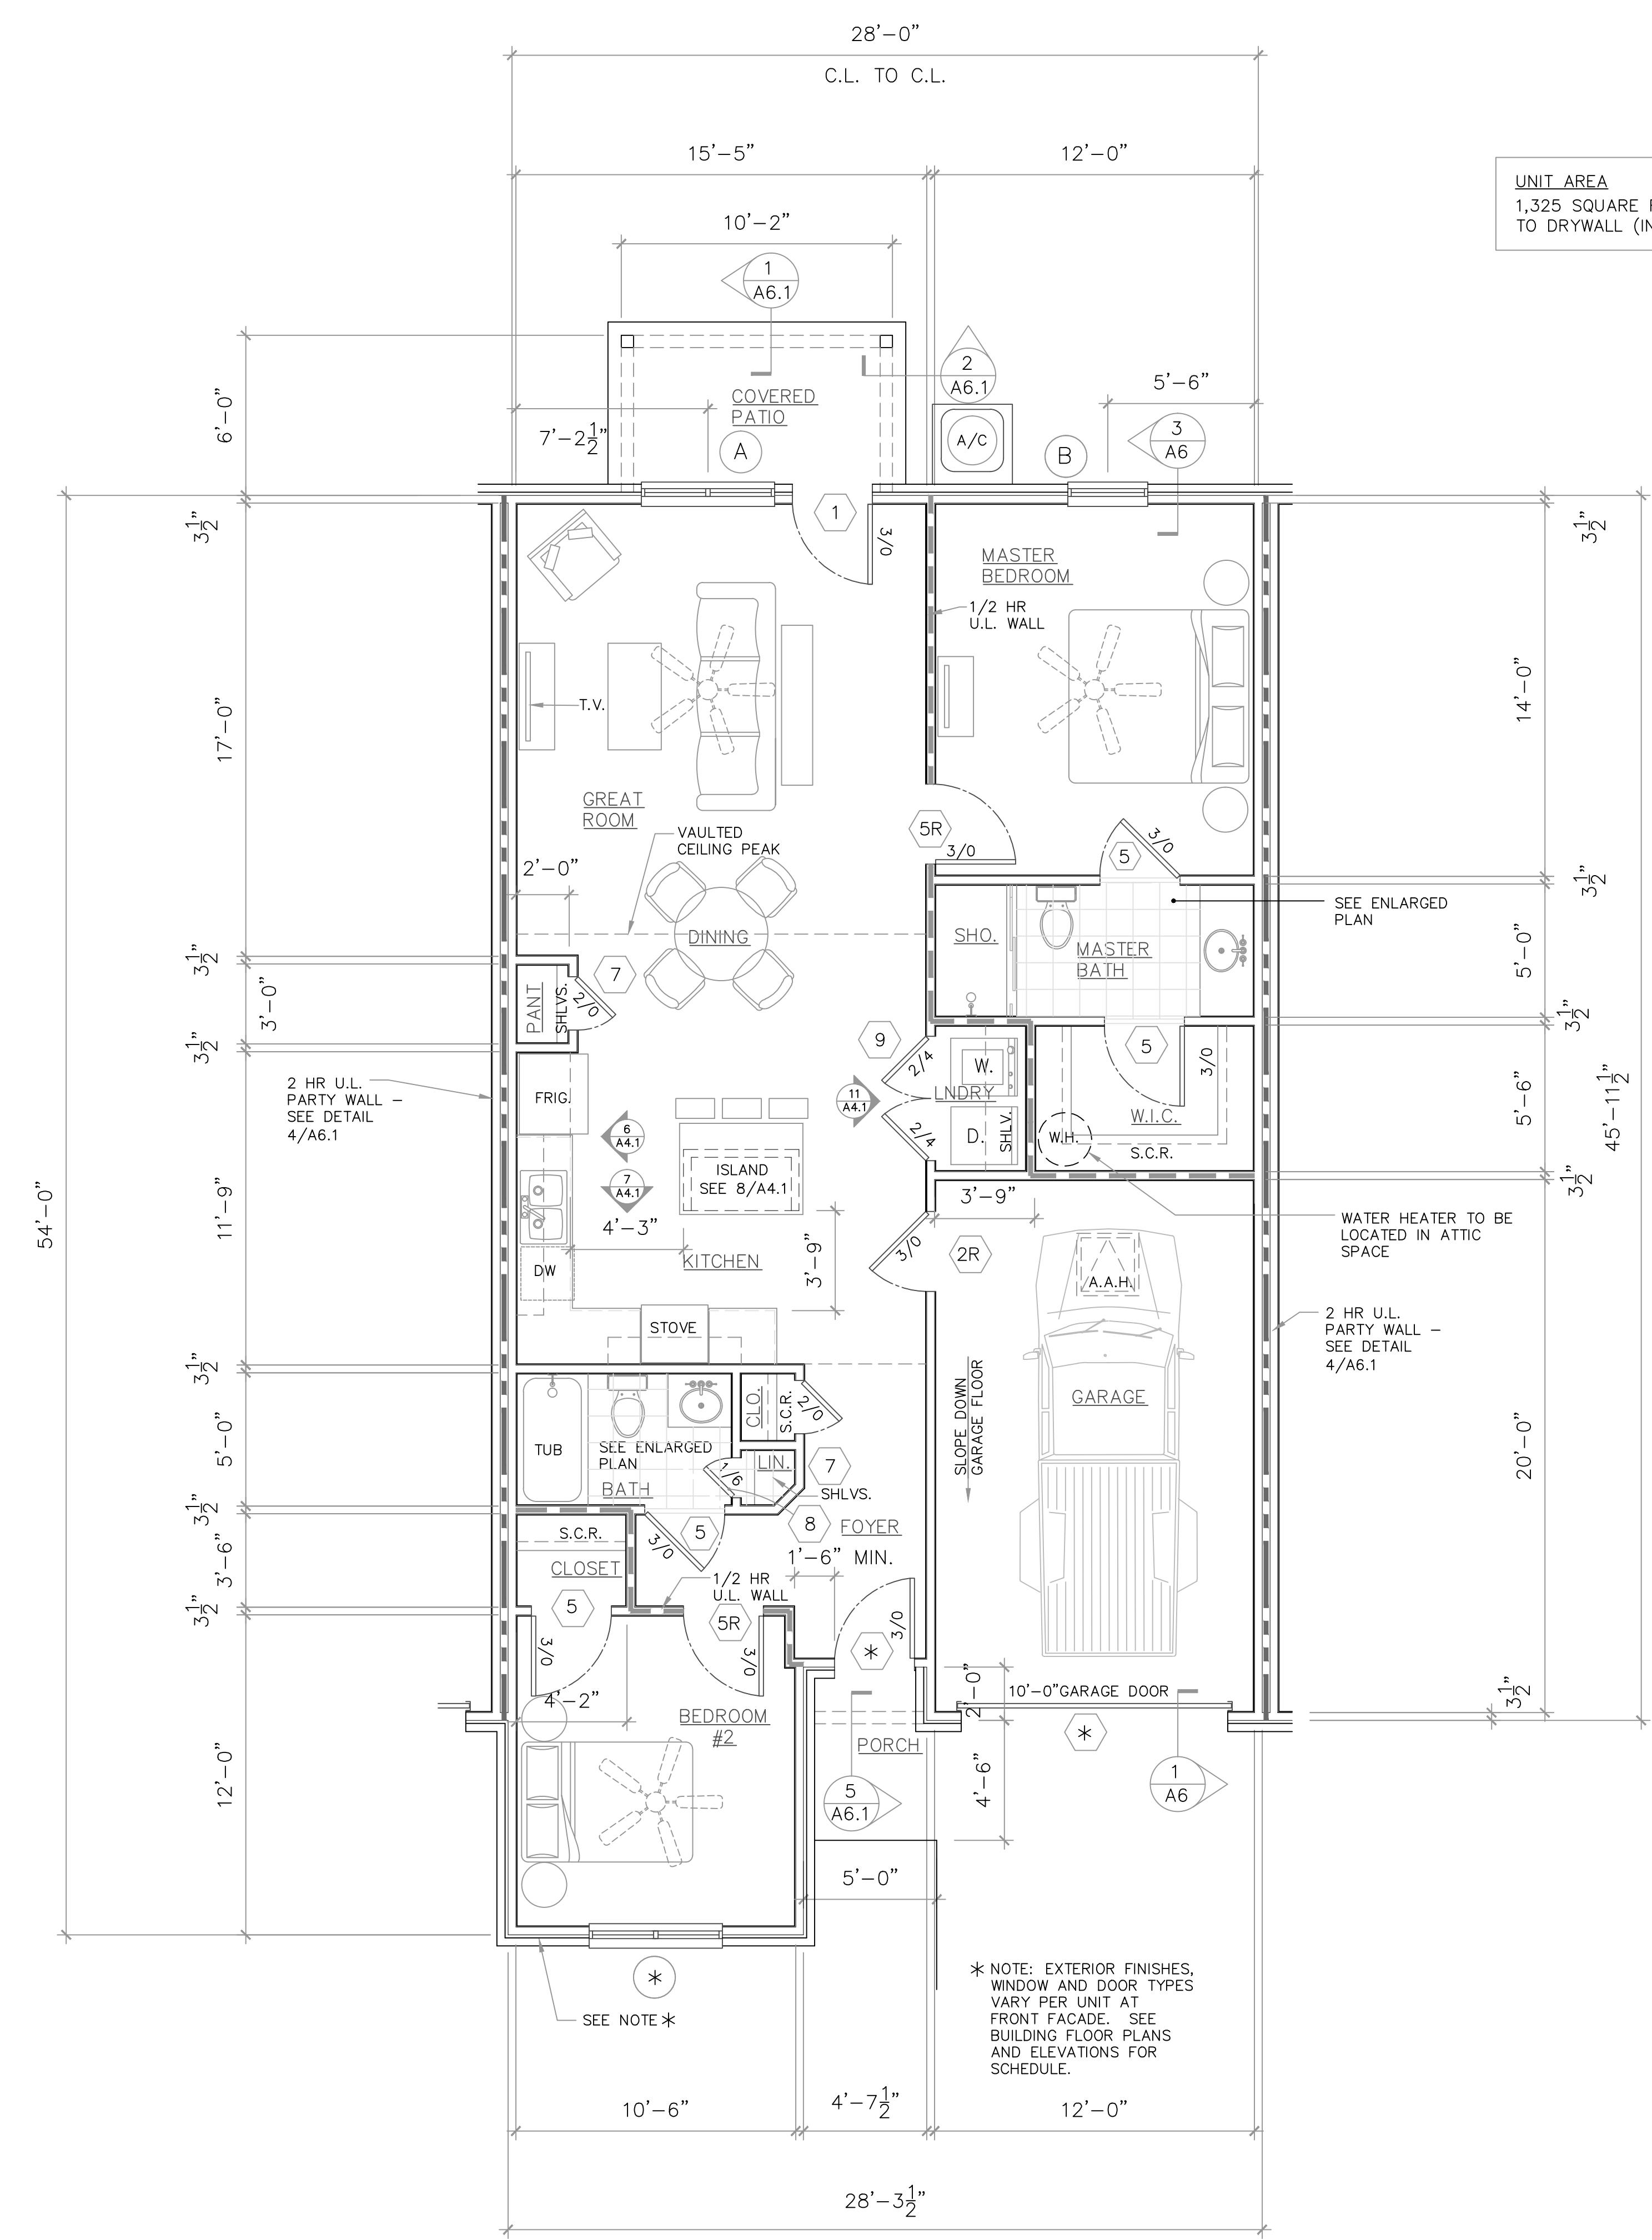 28'-0"
C.L. TO C.L.
15'-5"
12'-0"
UNIT AREA
1,325 SQUARE
TO DRYWALL
10'-2"
1
A6.1
2
A6.1
5'-6"
6'-0"
COVERED
PATIO
7'-2 1/2"
A
A/C
B
3
A6
3 1/2"
1
3/0
3 1/2"
MASTER
BEDROOM
1/2 HR
U.L. WALL
14'-0"
T.V.
17'-0"
GREAT
ROOM
VAULTED
CEILING PEAK
5R
3/0
5
3/0
2'-0"
3 1/2"
SEE ENLARGED
PLAN
DINING
SHO.
MASTER
BATH
5'-0"
3 1/2"
7
PANT
SHLVS.
2/0
3'-0"
3 1/2"
3 1/2"
9
2/4
W.
5
3/0
2 HR U.L.
PARTY WALL –
SEE DETAIL
4/A6.1
FRIG.
11
A4.1
LNDRY
W.I.C.
5'-6"
45'-11 1/2"
6
A4.1
2/4
D.
SHLV.
W.H.
S.C.R.
ISLAND
SEE 8/A4.1
7
A4.1
3 1/2"
54'-0"
11'-9"
4'-3"
3'-9"
WATER HEATER TO BE
LOCATED IN ATTIC
SPACE
KITCHEN
3'-9"
3/0
2R
DW
A.A.H.
STOVE
2 HR U.L.
PARTY WALL –
SEE DETAIL
4/A6.1
3 1/2"
SLOPE DOWN
GARAGE FLOOR
GARAGE
CLO.
S.C.R.
2/0
5'-0"
TUB
SEE ENLARGED
PLAN
BATH
1/6
LIN.
7
SHLVS.
20'-0"
3 1/2"
8
FOYER
S.C.R.
5
3/0
3'-6"
CLOSET
1'-6" MIN.
1/2 HR
U.L. WALL
3 1/2"
5
5R
3/0
3/0
3/0
*
2'-0"
10'-0" GARAGE DOOR
3 1/2"
4'-2"
BEDROOM
#2
PORCH
*
12'-0"
4'-6"
5
A6.1
1
A6
5'-0"
*
SEE NOTE *
* NOTE: EXTERIOR FINISHES,
WINDOW AND DOOR TYPES
VARY PER UNIT AT
FRONT FACADE. SEE
BUILDING FLOOR PLANS
AND ELEVATIONS FOR
SCHEDULE.
10'-6"
4'-7 1/2"
12'-0"
28'-3 1/2"